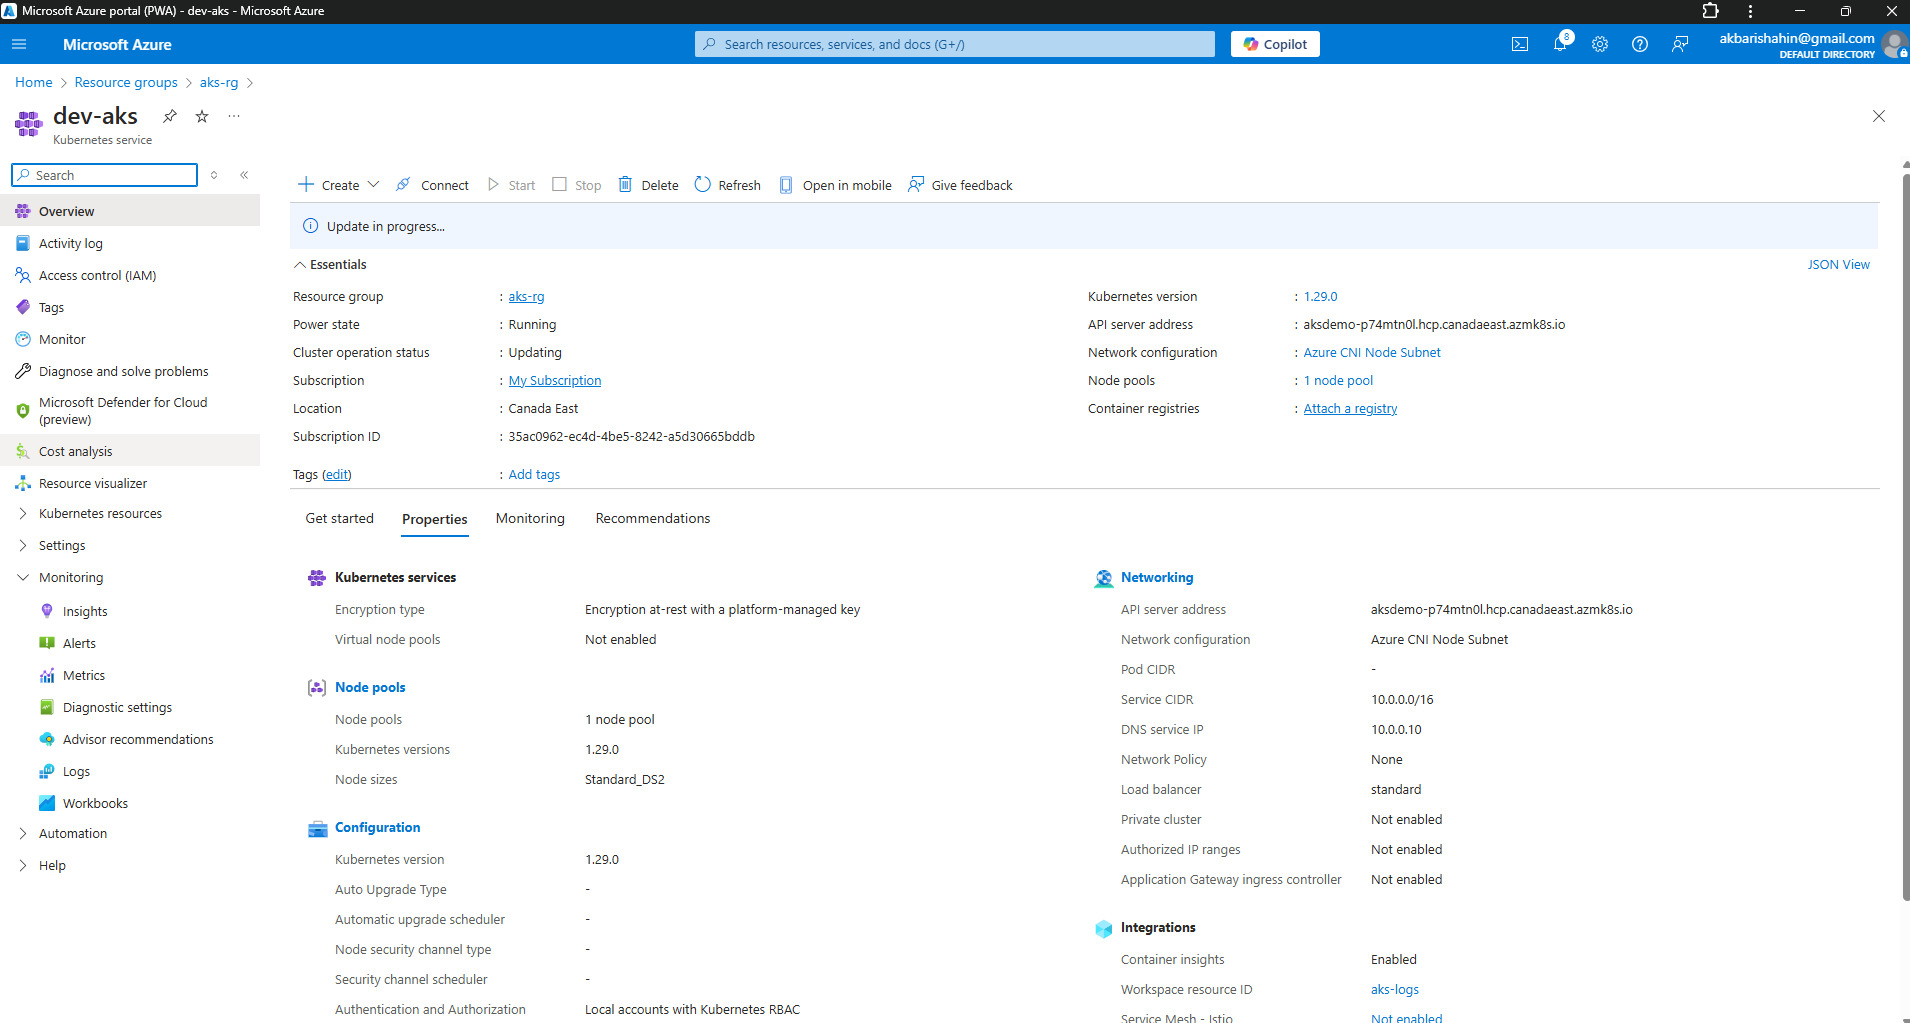 Microsoft Azure portal (PWA) - dev-aks - Microsoft Azure
Microsoft Azure
Search resources, services, and docs (G+/)
Copilot
8
akbarishahin@gmail.com
DEFAULT DIRECTORY
Home > Resource groups > aks-rg >
dev-aks
Kubernetes service
Search
Overview
Activity log
Access control (IAM)
Tags
Monitor
Diagnose and solve problems
Microsoft Defender for Cloud
(preview)
Cost analysis
Resource visualizer
Kubernetes resources
Settings
Monitoring
Insights
Alerts
Metrics
Diagnostic settings
Advisor recommendations
Logs
Workbooks
Automation
Help
Create Connect Start Stop Delete Refresh Open in mobile Give feedback
Update in progress...
Essentials
JSON View
Resource group : aks-rg
Power state : Running
Cluster operation status : Updating
Subscription : My Subscription
Location : Canada East
Subscription ID : 35ac0962-ec4d-4be5-8242-a5d30665bddb
Tags (edit) : Add tags
Kubernetes version : 1.29.0
API server address : aksdemo-p74mtn0l.hcp.canadaeast.azmk8s.io
Network configuration : Azure CNI Node Subnet
Node pools : 1 node pool
Container registries : Attach a registry
Get started Properties Monitoring Recommendations
Kubernetes services
Encryption type Encryption at-rest with a platform-managed key
Virtual node pools Not enabled
Node pools
Node pools 1 node pool
Kubernetes versions 1.29.0
Node sizes Standard_DS2
Configuration
Kubernetes version 1.29.0
Auto Upgrade Type -
Automatic upgrade scheduler -
Node security channel type -
Security channel scheduler -
Authentication and Authorization Local accounts with Kubernetes RBAC
Networking
API server address aksdemo-p74mtn0l.hcp.canadaeast.azmk8s.io
Network configuration Azure CNI Node Subnet
Pod CIDR -
Service CIDR 10.0.0.0/16
DNS service IP 10.0.0.10
Network Policy None
Load balancer standard
Private cluster Not enabled
Authorized IP ranges Not enabled
Application Gateway ingress controller Not enabled
Integrations
Container insights Enabled
Workspace resource ID aks-logs
Service Mesh - Istio Not enabled